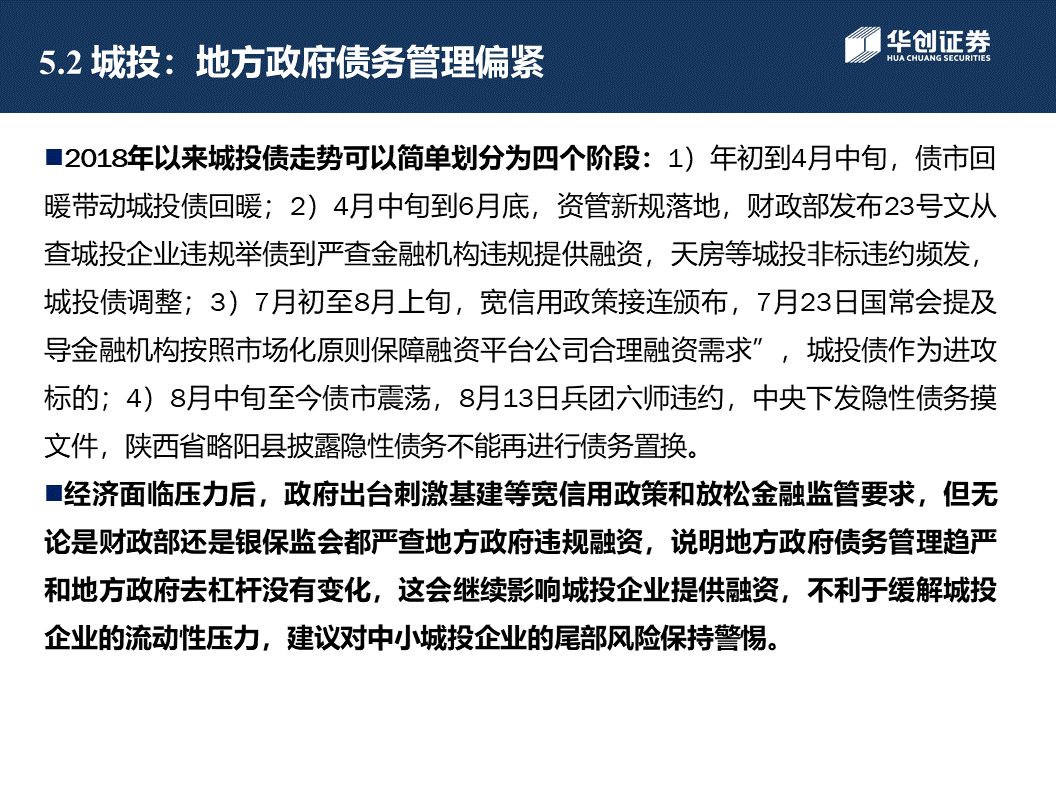 5.2 城投：地方政府债务管理偏紧
华创证券
HUA CHUANG SECURITIES
■2018年以来城投债走势可以简单划分为四个阶段：1）年初到4月中旬，债市回
暖带动城投债回暖；2）4月中旬到6月底，资管新规落地，财政部发布23号文从
查城投企业违规举债到严查金融机构违规提供融资，天房等城投非标违约频发，
城投债调整；3）7月初至8月上旬，宽信用政策接连颁布，7月23日国常会提及
导金融机构按照市场化原则保障融资平台公司合理融资需求”，城投债作为进攻
标的；4）8月中旬至今债市震荡，8月13日兵团六师违约，中央下发隐性债务摸
文件，陕西省略阳县披露隐性债务不能再进行债务置换。
■经济面临压力后，政府出台刺激基建等宽信用政策和放松金融监管要求，但无
论是财政部还是银保监会都严查地方政府违规融资，说明地方政府债务管理趋严
和地方政府去杠杆没有变化，这会继续影响城投企业提供融资，不利于缓解城投
企业的流动性压力，建议对中小城投企业的尾部风险保持警惕。